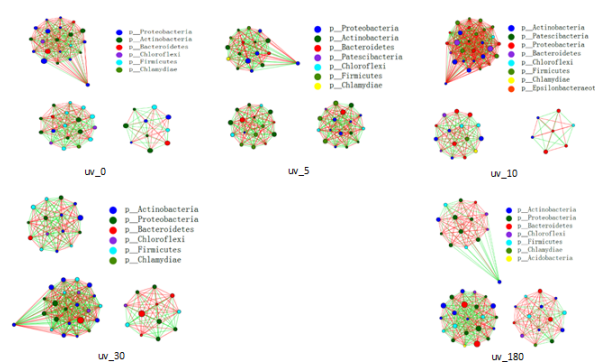 p__Proteobacteria
p__Actinobacteria
p__Bacteroidetes
p__Chloroflexi
p__Firmicutes
p__Chlamydiae
uv_0
p__Proteobacteria
p__Actinobacteria
p__Bacteroidetes
p__Patescibacteria
p__Chloroflexi
p__Firmicutes
p__Chlamydiae
uv_5
p__Actinobacteria
p__Patescibacteria
p__Proteobacteria
p__Bacteroidetes
p__Chloroflexi
p__Firmicutes
p__Chlamydiae
p__Epsilonbacteraeot
uv_10
p__Actinobacteria
p__Proteobacteria
p__Bacteroidetes
p__Chloroflexi
p__Firmicutes
p__Chlamydiae
uv_30
p__Actinobacteria
p__Proteobacteria
p__Bacteroidetes
p__Chloroflexi
p__Firmicutes
p__Chlamydiae
p__Acidobacteria
uv_180